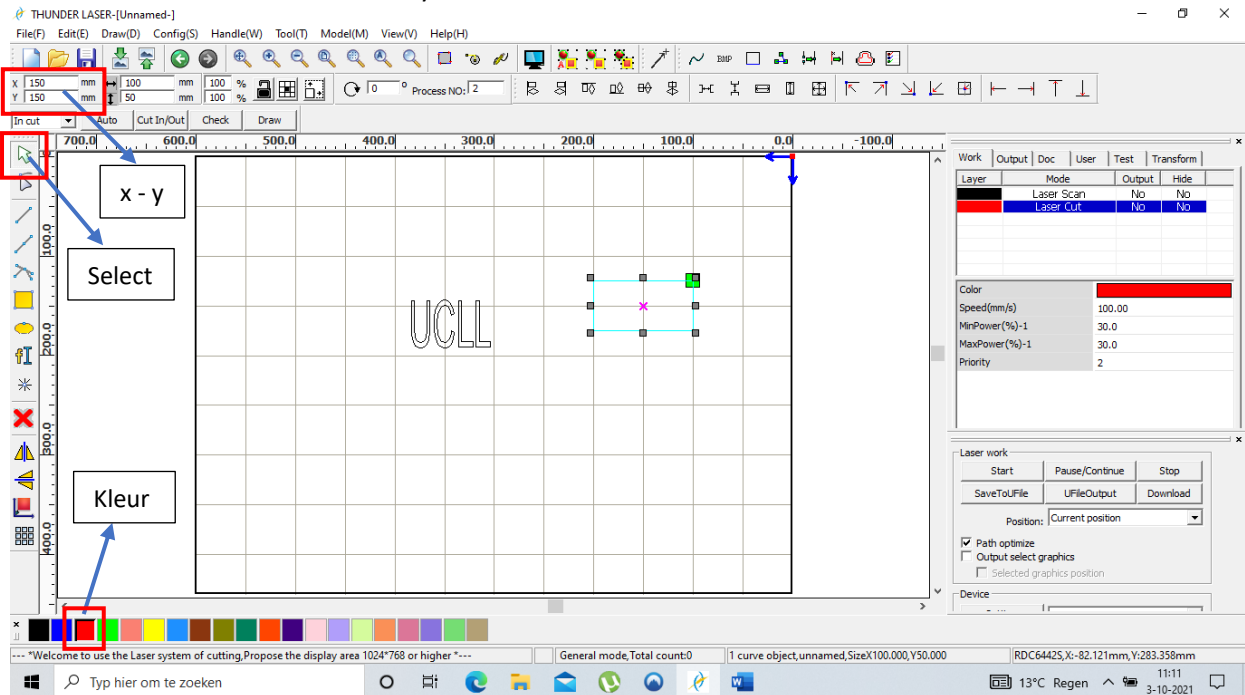 THUNDER LASER-[Unnamed-]
File(F) Edit(E) Draw(D) Config(S) Handle(W) Tool(T) Model(M) View(V) Help(H)
BMP
X 150 mm 100 mm 100 %
Y 150 mm 50 mm 100 %
0 o Process NO: 2
In cut Auto Cut In/Out Check Draw
700.0 600.0 500.0 400.0 300.0 200.0 100.0 0.0 -100.0
100.0
200.0
300.0
400.0
x - y
Select
UCLL
Kleur
Work Output Doc User Test Transform
Layer Mode Output Hide
Laser Scan No No
Laser Cut No No
Color
Speed(mm/s) 100.00
MinPower(%)-1 30.0
MaxPower(%)-1 30.0
Priority 2
Laser work
Start Pause/Continue Stop
SaveToUFile UFileOutput Download
Position: Current position
Path optimize
Output select graphics
Selected graphics position
Device
--- *Welcome to use the Laser system of cutting,Propose the display area 1024*768 or higher *---
General mode,Total count:0
1 curve object,unnamed,SizeX100.000,Y50.000
RDC6442S,X:-82.121mm,Y:283.358mm
Typ hier om te zoeken
13°C Regen
11:11
3-10-2021